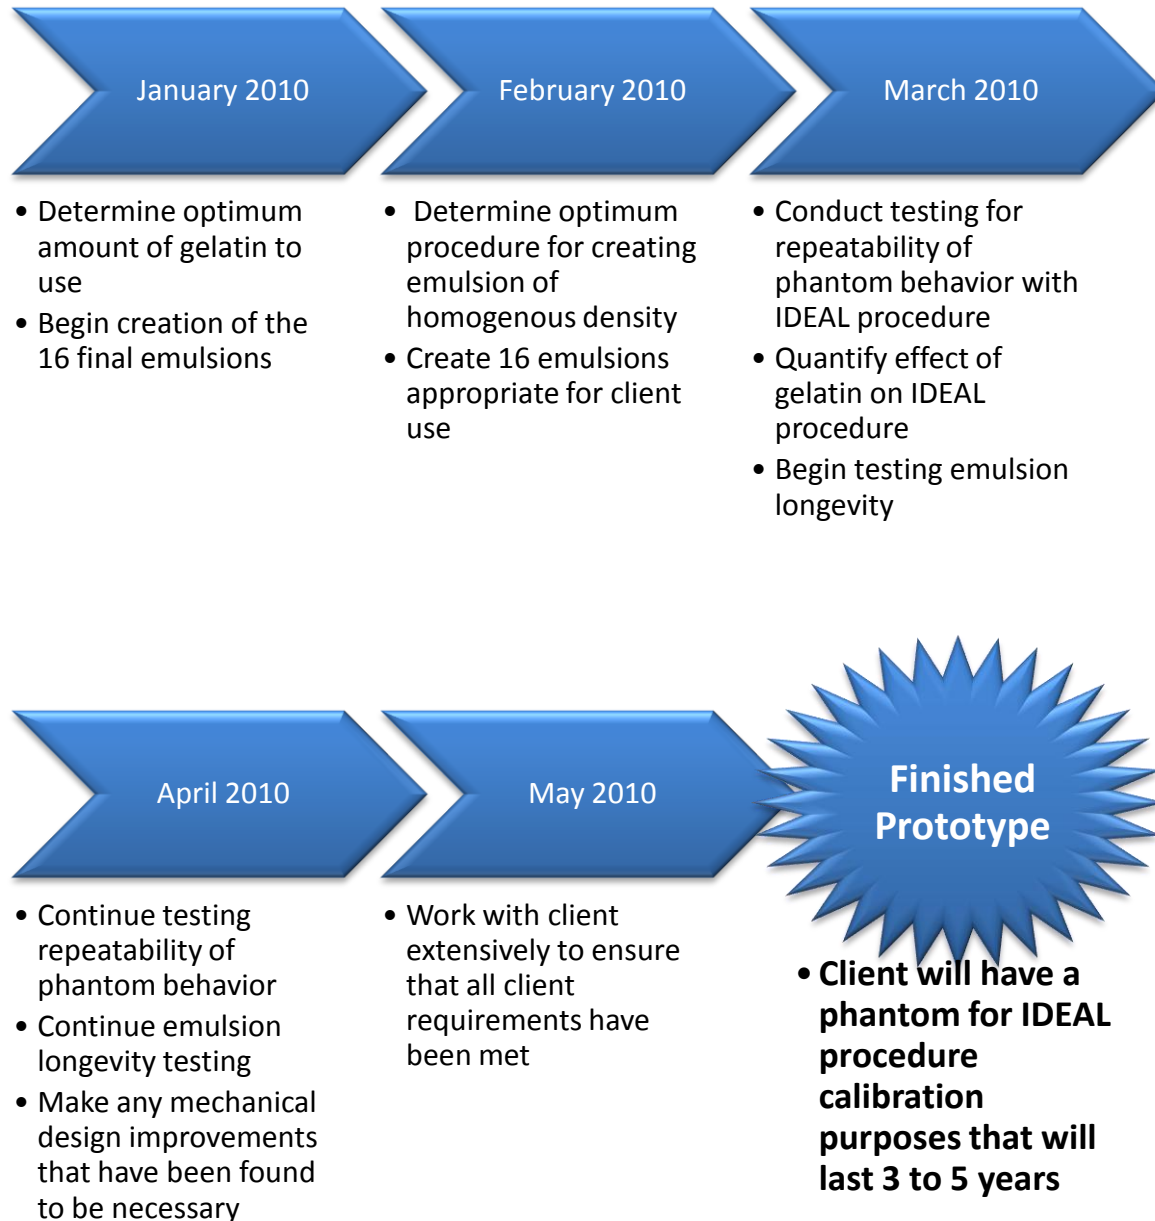 January 2010
• Determine optimum
amount of gelatin to
use
• Begin creation of the
16 final emulsions
February 2010
• Determine optimum
procedure for creating
emulsion of
homogenous density
• Create 16 emulsions
appropriate for client
use
March 2010
• Conduct testing for
repeatability of
phantom behavior with
IDEAL procedure
• Quantify effect of
gelatin on IDEAL
procedure
• Begin testing emulsion
longevity
April 2010
• Continue testing
repeatability of
phantom behavior
• Continue emulsion
longevity testing
• Make any mechanical
design improvements
that have been found
to be necessary
May 2010
• Work with client
extensively to ensure
that all client
requirements have
been met
Finished
Prototype
• Client will have a
phantom for IDEAL
procedure
calibration
purposes that will
last 3 to 5 years